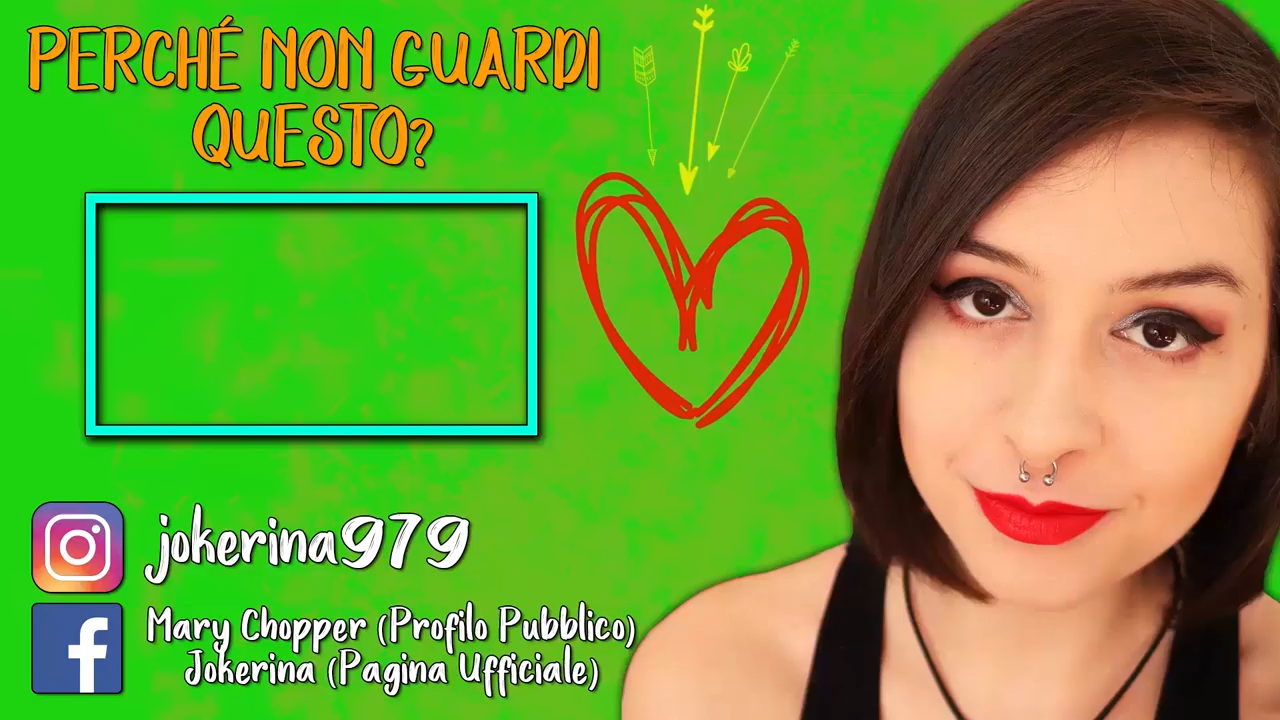 PERCHÉ NON GUARDI
QUESTO?
jokerina979
Mary Chopper (Profilo Pubblico)
Jokerina (Pagina Ufficiale)